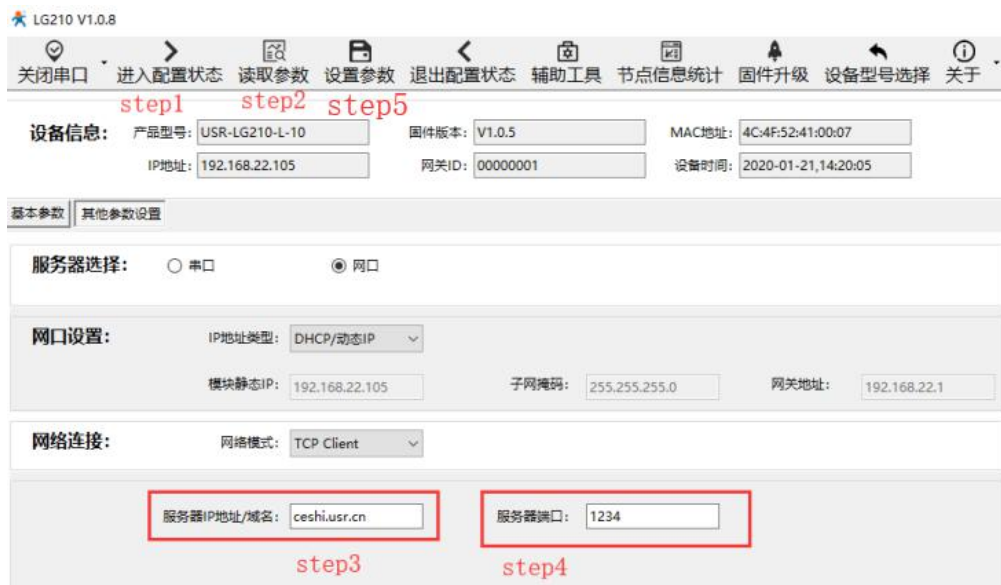 LG210 V1.0.8
关闭串口 进入配置状态 读取参数 设置参数 退出配置状态 辅助工具 节点信息统计 固件升级 设备型号选择 关于
step1 step2 step5
设备信息: 产品型号: USR-LG210-L-10 固件版本: V1.0.5 MAC地址: 4C:4F:52:41:00:07
IP地址: 192.168.22.105 网关ID: 00000001 设备时间: 2020-01-21,14:20:05
基本参数 其他参数设置
服务器选择: 串口 网口
网口设置: IP地址类型: DHCP/动态IP
模块静态IP: 192.168.22.105 子网掩码: 255.255.255.0 网关地址: 192.168.22.1
网络连接: 网络模式: TCP Client
服务器IP地址/域名: ceshi.usr.cn 服务器端口: 1234
step3 step4